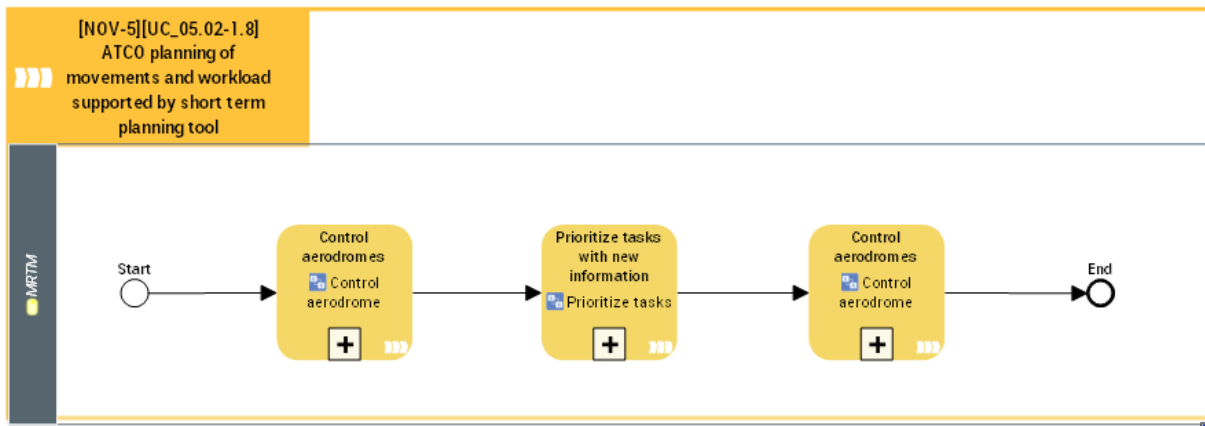 [NOV-5][UC_05.02-1.8]
ATCO planning of
movements and workload
supported by short term
planning tool
MRTM
Start
Control
aerodromes
Control
aerodrome
Prioritize tasks
with new
information
Prioritize tasks
Control
aerodromes
Control
aerodrome
End